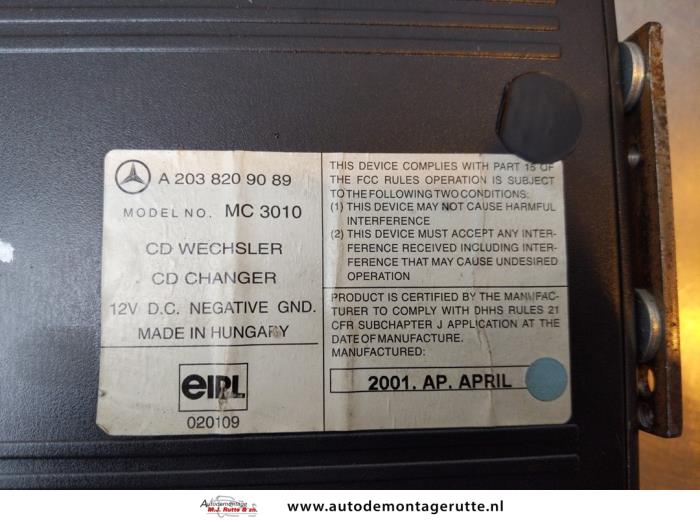 A 203 820 90 89
MODEL NO. MC 3010
CD WECHSLER
CD CHANGER
12V D.C. NEGATIVE GND.
MADE IN HUNGARY
eIPL
020109
THIS DEVICE COMPLIES WITH PART 15 OF
THE FCC RULES OPERATION IS SUBJECT
TO THE FOLLOWING TWO CONDITIONS:
(1) THIS DEVICE MAY NOT CAUSE HARMFUL
INTERFERENCE
(2) THIS DEVICE MUST ACCEPT ANY INTER-
FERENCE RECEIVED INCLUDING INTER-
FERENCE THAT MAY CAUSE UNDESIRED
OPERATION
PRODUCT IS CERTIFIED BY THE MANUFAC-
TURER TO COMPLY WITH DHHS RULES 21
CFR SUBCHAPTER J APPLICATION AT THE
DATE OF MANUFACTURE.
MANUFACTURED:
2001. AP. APRIL
Autodemontage
M.J. Rutte & zn.
www.autodemontagerutte.nl